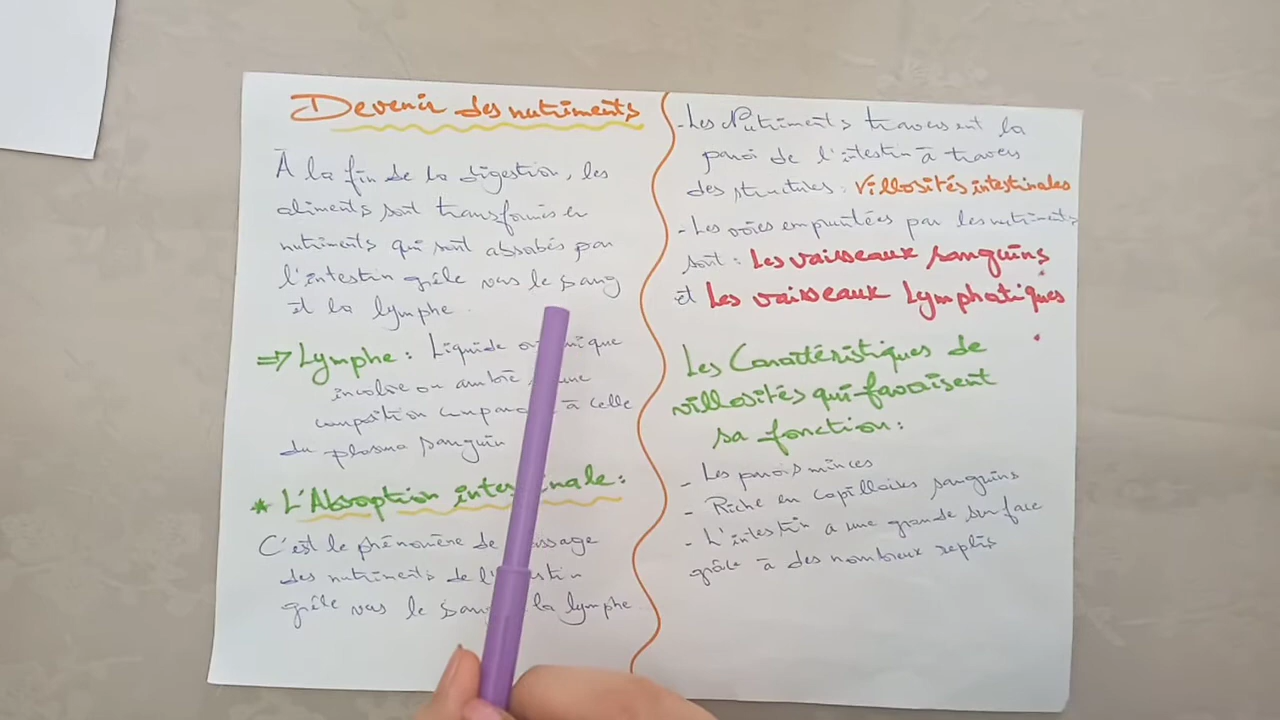 Devenir des nutriments
À la fin de la digestion, les
aliments sont transformés en
nutriments qui sont absobés par
l'intestin grêle vers le sang
et la lymphe.
⇒ Lymphe : Liquide
incolore ou ambré
composition à celle
du plasma sanguin
* L'Absroption intestinale :
C'est le phénomène de
des nutriments de
grêle vers le sang la lymphe
- Les Nutriments traversent la
paroi de l'intestin à travers
des structures : villosités intestinales
- Les voies empruntées par les nutriments
sont : Les vaisseaux sanguins
et Les vaisseaux Lymphatiques
Les Caractéristiques de
villosités qui favorisent
sa fonction :
- Les parois minces
- Riche en capillaires sanguins
- L'intestin a une grande surface
grâce à des nombreux replis